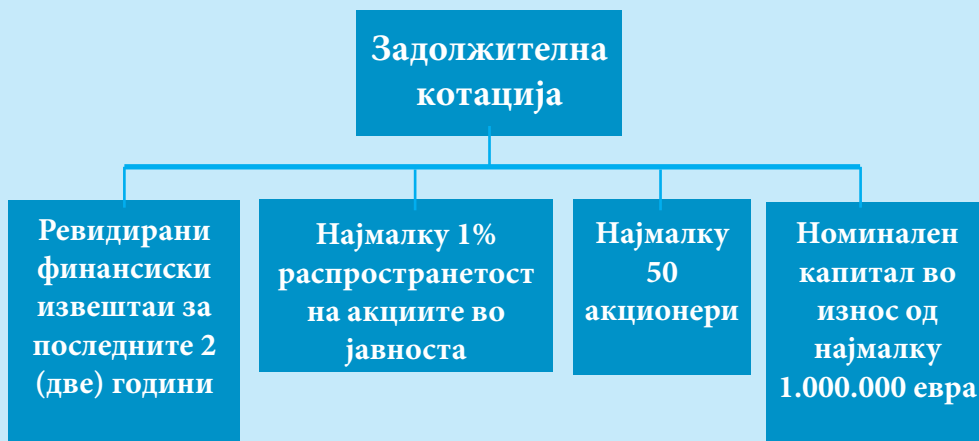 Задолжителна
котација
Ревидирани
финансиски
извештаи за
последните 2
(две) години
Најмалку 1%
распространетост
на акциите во
јавноста
Најмалку
50
акционери
Номинален
капитал во
износ од
најмалку
1.000.000 евра